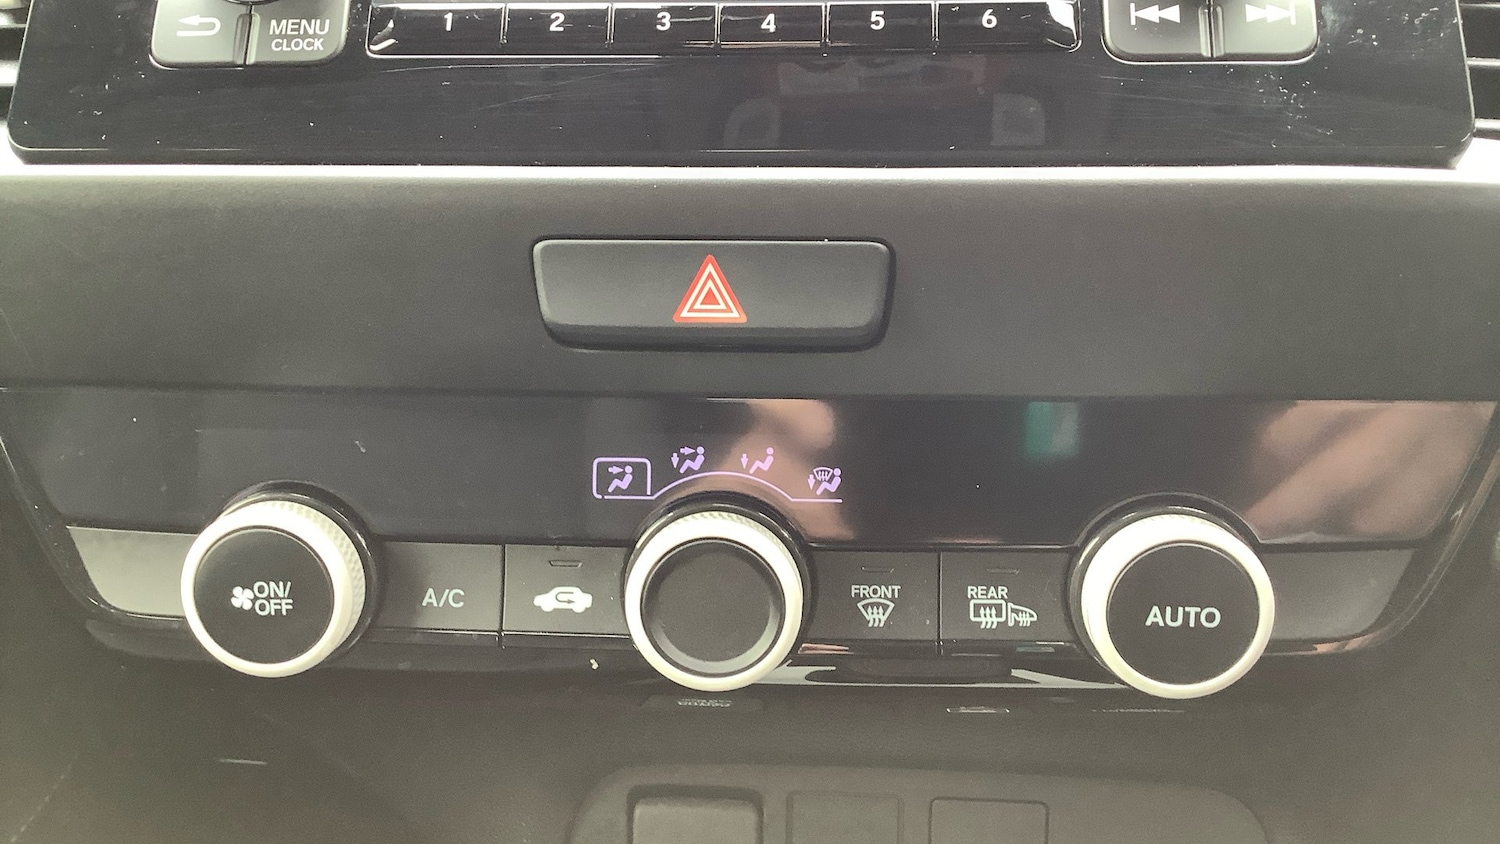 MENU
CLOCK
1 2 3 4 5 6
ON/
OFF
A/C
FRONT
REAR
AUTO